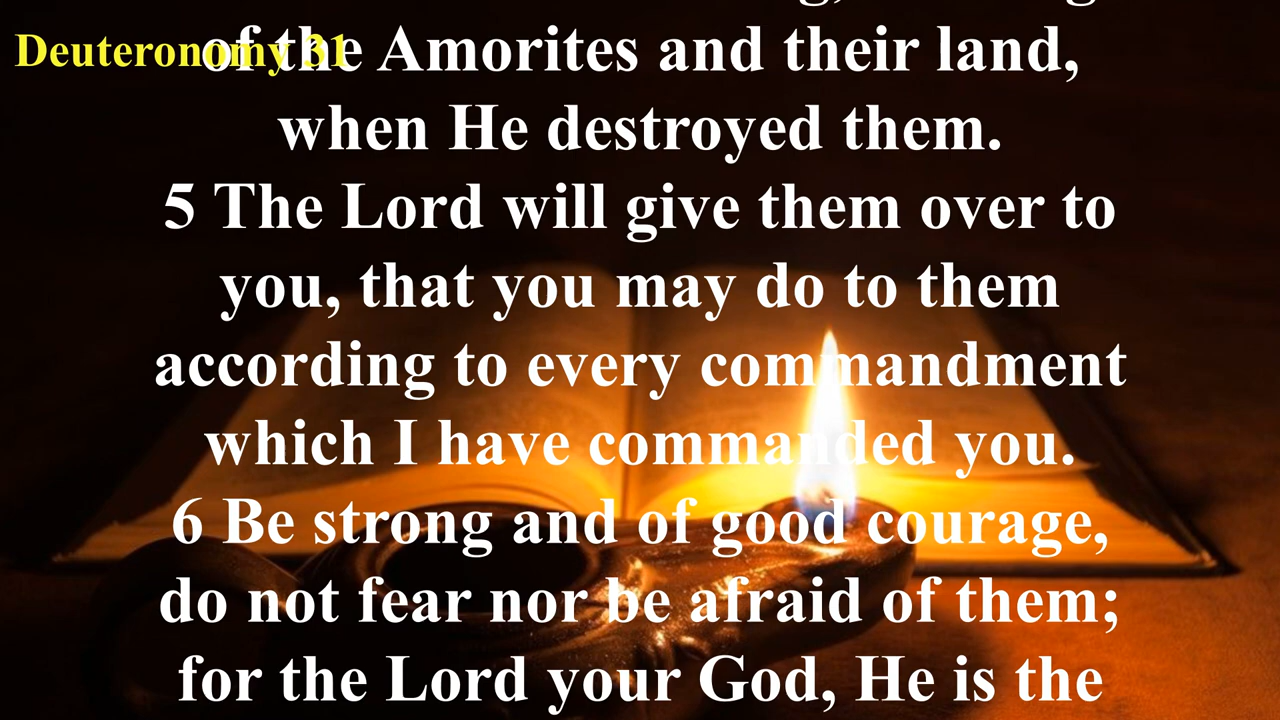 Deuteronomy 31
of the Amorites and their land,
when He destroyed them.
5 The Lord will give them over to
you, that you may do to them
according to every commandment
which I have commanded you.
6 Be strong and of good courage,
do not fear nor be afraid of them;
for the Lord your God, He is the